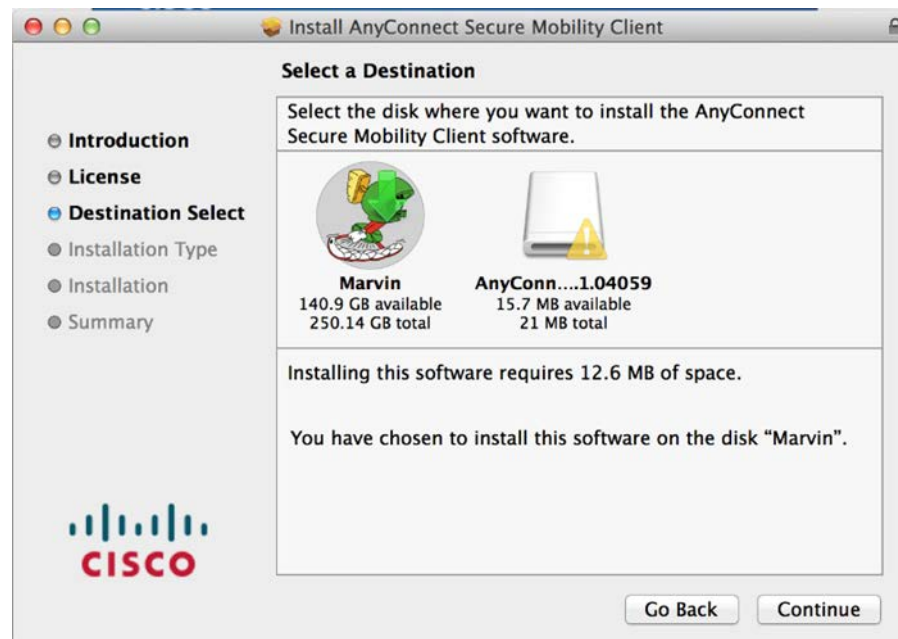 Install AnyConnect Secure Mobility Client
Select a Destination
Introduction
License
Destination Select
Installation Type
Installation
Summary
Select the disk where you want to install the AnyConnect
Secure Mobility Client software.
Marvin
140.9 GB available
250.14 GB total
AnyConn....1.04059
15.7 MB available
21 MB total
Installing this software requires 12.6 MB of space.
You have chosen to install this software on the disk “Marvin”.
CISCO
Go Back
Continue